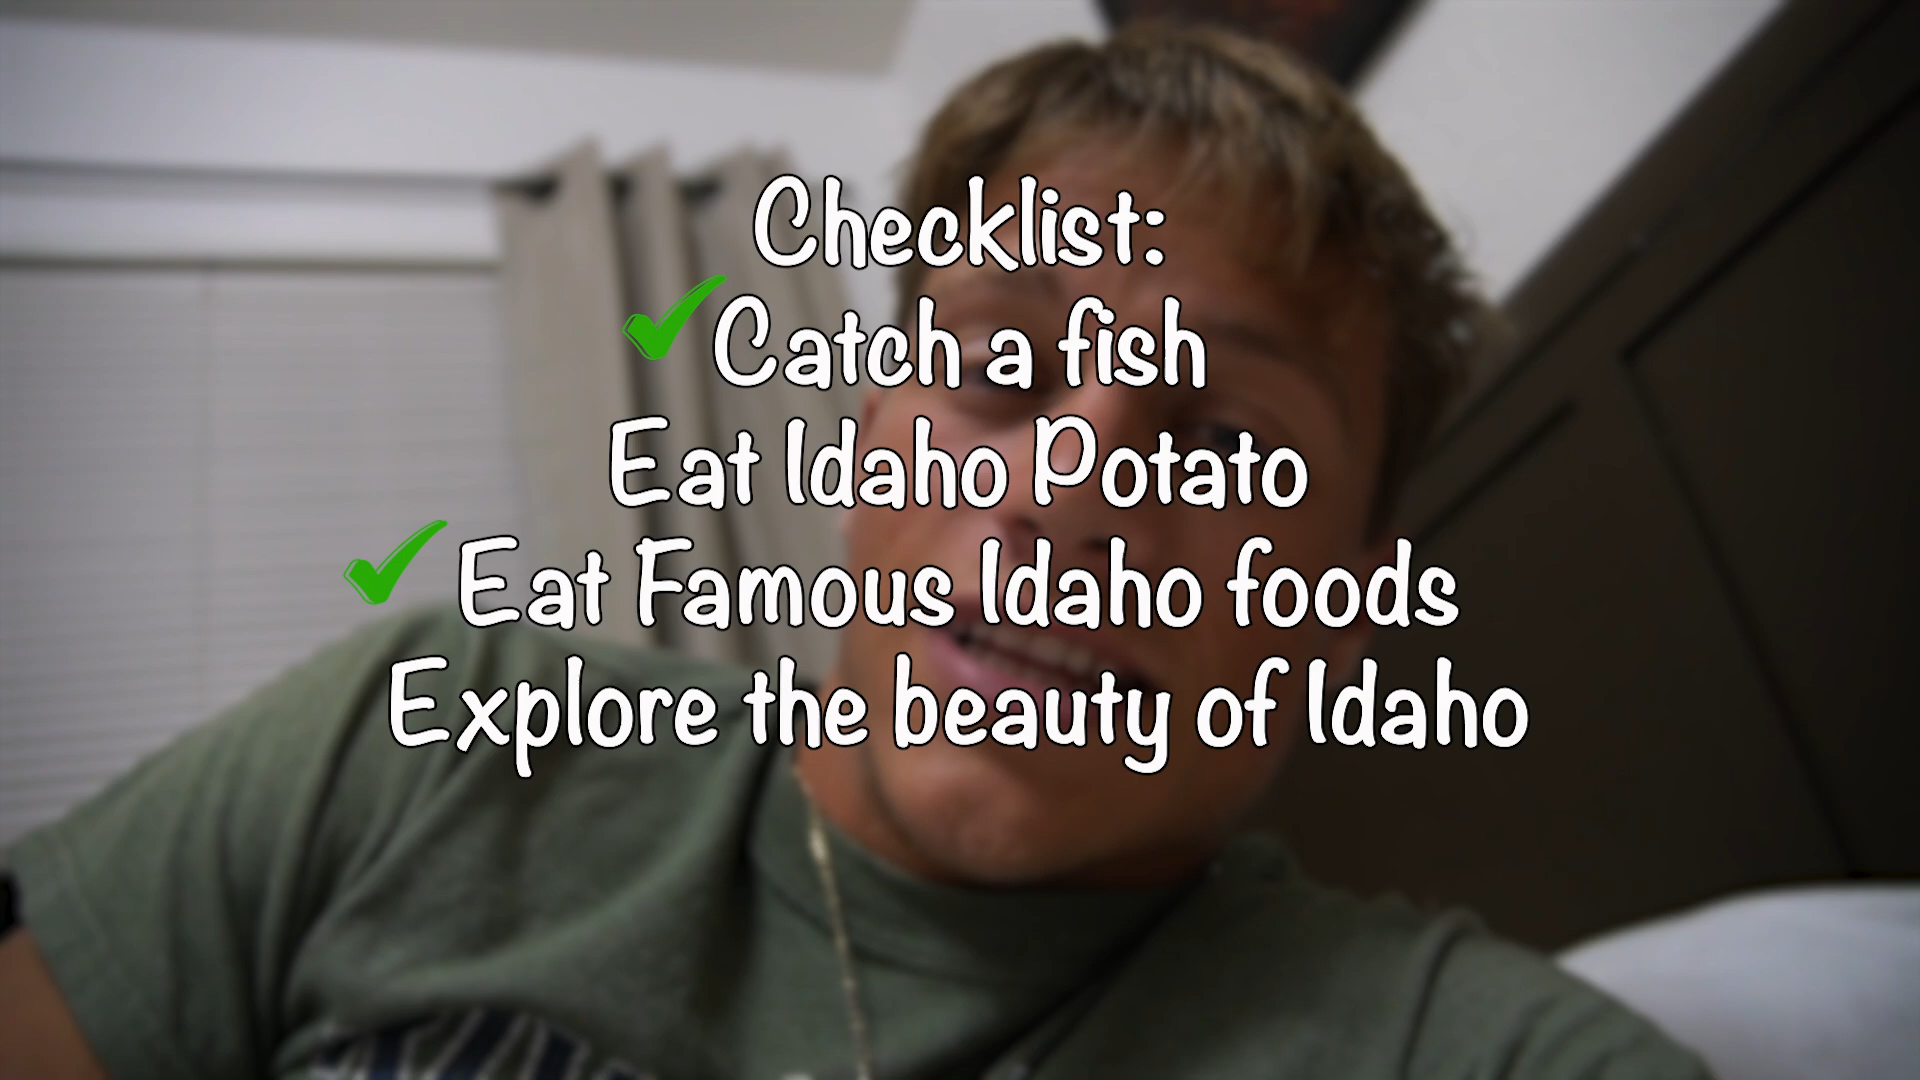 Checklist:
Catch a fish
Eat Idaho Potato
Eat Famous Idaho foods
Explore the beauty of Idaho